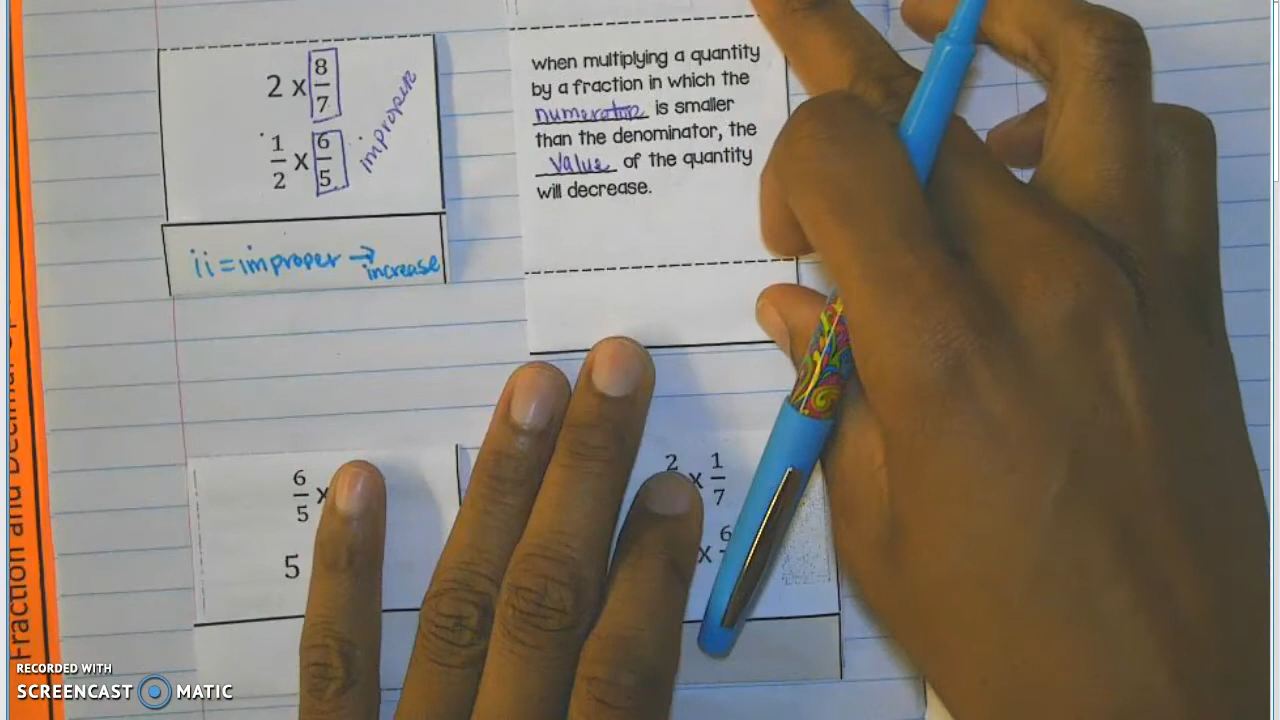 2 x 8/7
1/2 x 6/5
improper
ii = improper → increase
when multiplying a quantity
by a fraction in which the
numerator is smaller
than the denominator, the
value of the quantity
will decrease.
6/5 x
5
2 x 1/7
x 6
Fraction and Decimal
RECORDED WITH
SCREENCAST MATIC